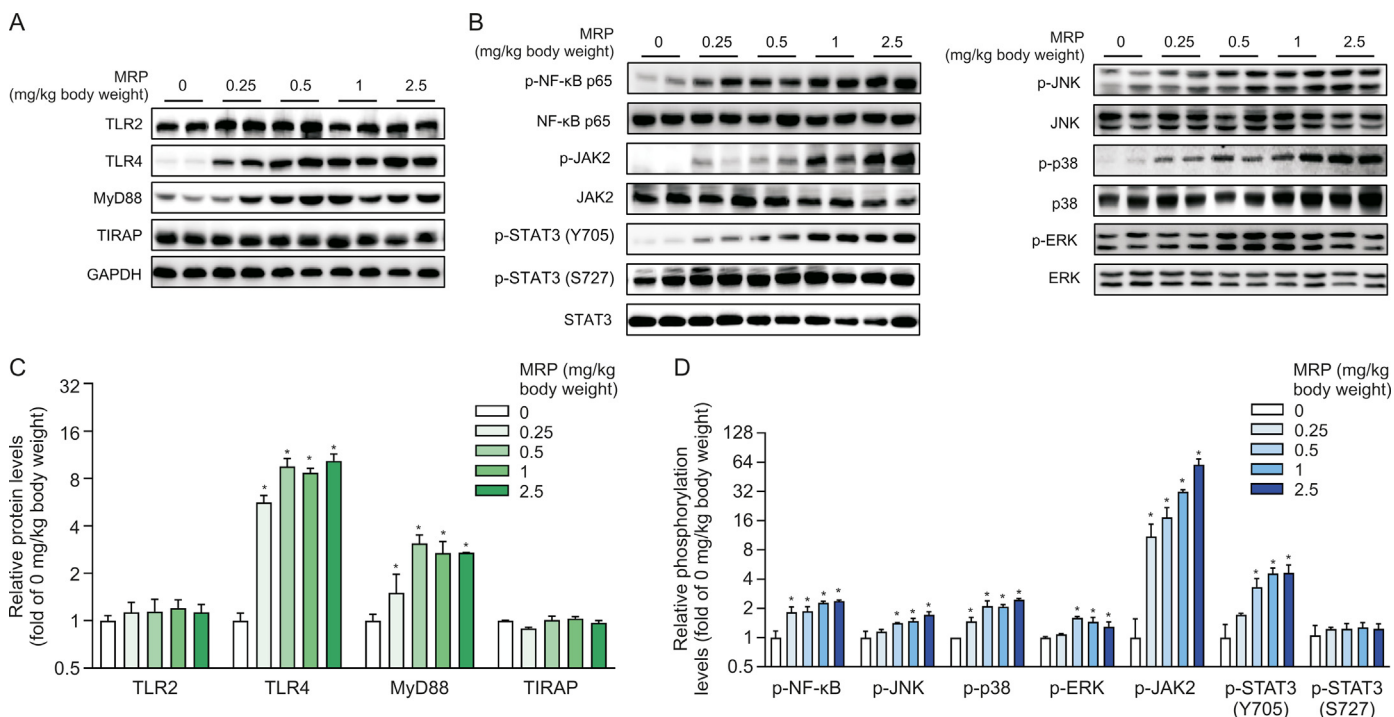 A
MRP
(mg/kg body weight)
0 0.25 0.5 1 2.5
TLR2
TLR4
MyD88
TIRAP
GAPDH
B
MRP
(mg/kg body weight)
0 0.25 0.5 1 2.5
p-NF-κB p65
NF-κB p65
p-JAK2
JAK2
p-STAT3 (Y705)
p-STAT3 (S727)
STAT3
MRP
(mg/kg body weight)
0 0.25 0.5 1 2.5
p-JNK
JNK
p-p38
p38
p-ERK
ERK
C
Relative protein levels
(fold of 0 mg/kg body weight)
32
16
8
4
2
1
0.5
MRP (mg/kg
body weight)
0
0.25
0.5
1
2.5
* * * *
* * * *
TLR2 TLR4 MyD88 TIRAP
D
Relative phosphorylation
levels (fold of 0 mg/kg body weight)
128
64
32
16
8
4
2
1
0.5
MRP (mg/kg
body weight)
0
0.25
0.5
1
2.5
* * * *
* * *
* * * *
* * *
* * * *
* * *
p-NF-κB p-JNK p-p38 p-ERK p-JAK2 p-STAT3 p-STAT3
(Y705) (S727)